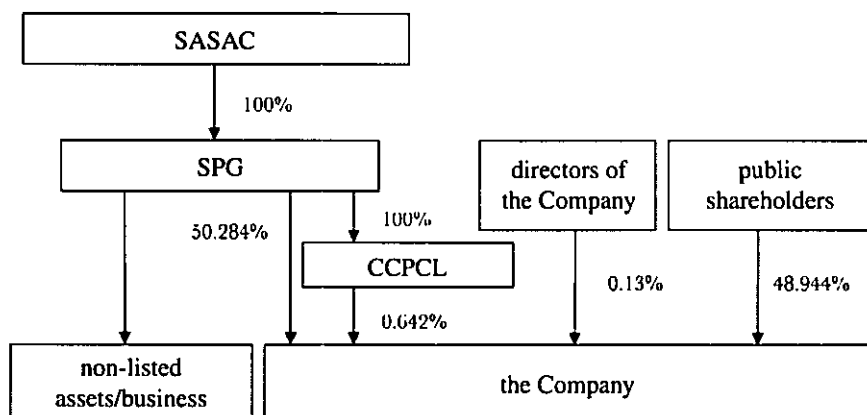 SASAC
100%
SPG
directors of
the Company
public
shareholders
50.284%
100%
CCPCL
0.13%
48.944%
0.642%
non-listed
assets/business
the Company